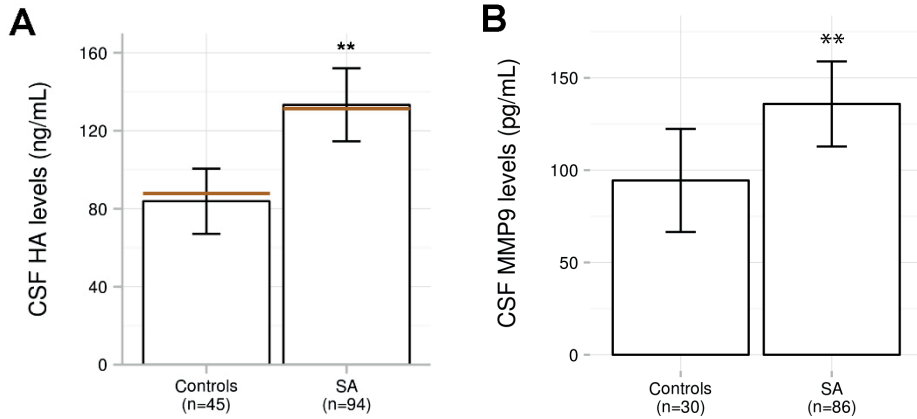 A
CSF HA levels (ng/mL)
160
120
80
40
0
**
Controls
(n=45)
SA
(n=94)
B
CSF MMP9 levels (pg/mL)
150
100
50
0
**
Controls
(n=30)
SA
(n=86)